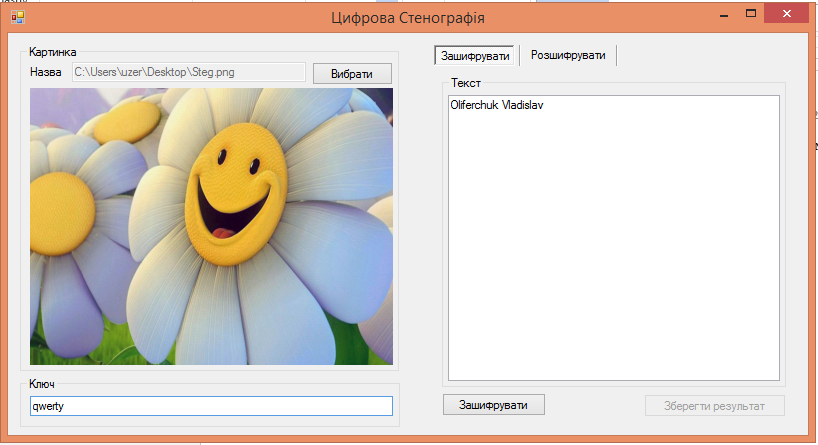 Цифрова Стенографія
Картинка
Назва C:\Users\uzer\Desktop\Steg.png Вибрати
Ключ
qwerty
Зашифрувати Розшифрувати
Текст
Oliferchuk Vladislav
Зашифрувати Зберегти результат